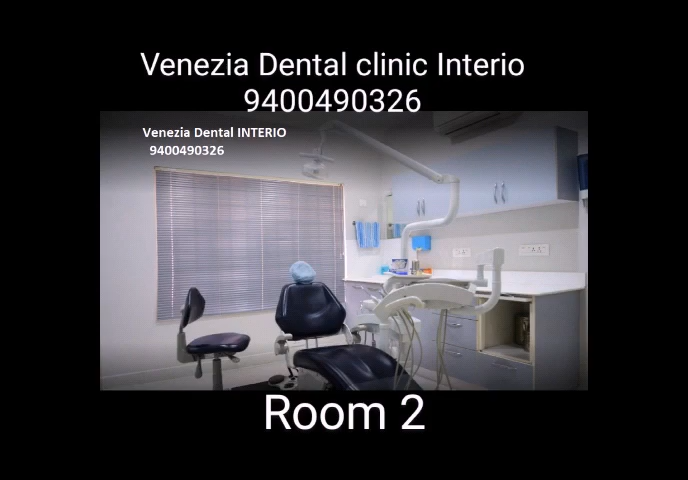 Venezia Dental clinic Interio
9400490326
Venezia Dental INTERIO
9400490326
Room 2